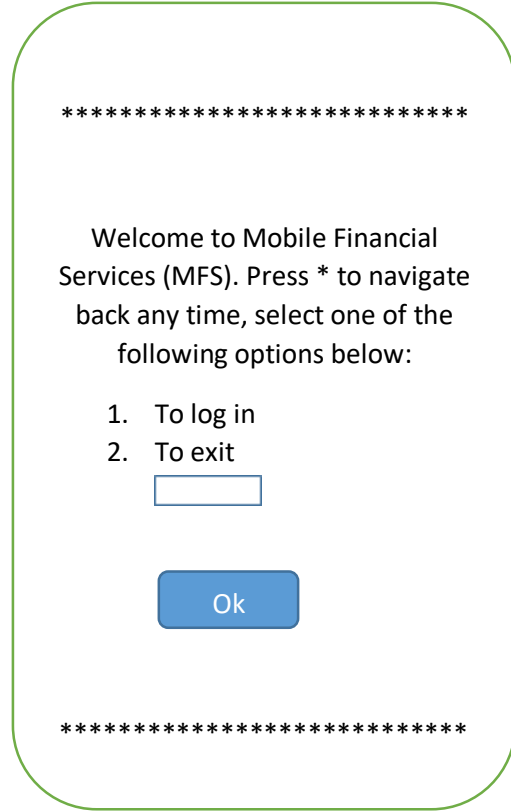 ****************************
Welcome to Mobile Financial
Services (MFS). Press * to navigate
back any time, select one of the
following options below:
1. To log in
2. To exit
Ok
****************************